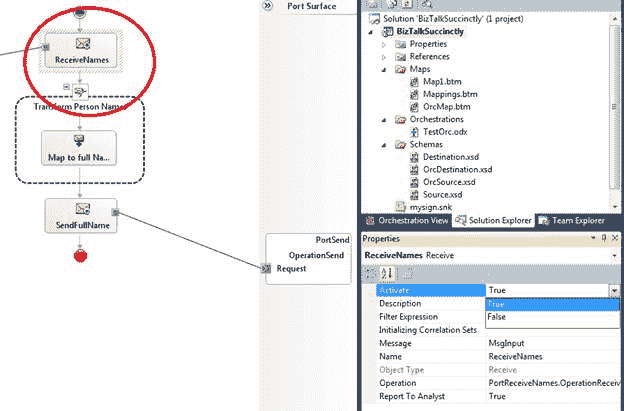 Port Surface
ReceiveNames
Transform Person Name
Map to full Na...
SendFullName
PortSend
OperationSend
Request
Solution 'BizTalkSuccinctly' (1 project)
BizTalkSuccinctly
Properties
References
Maps
Map1.btm
Mappings.btm
OrcMap.btm
Orchestrations
TestOrc.odx
Schemas
Destination.xsd
OrcDestination.xsd
OrcSource.xsd
Source.xsd
mysign.snk
Orchestration View Solution Explorer Team Explorer
Properties
ReceiveNames Receive
Activate True
Description True
Filter Expression False
Initializing Correlation Sets
Message MsgInput
Name ReceiveNames
Object Type Receive
Operation PortReceiveNames.OperationReceiv
Report To Analyst True